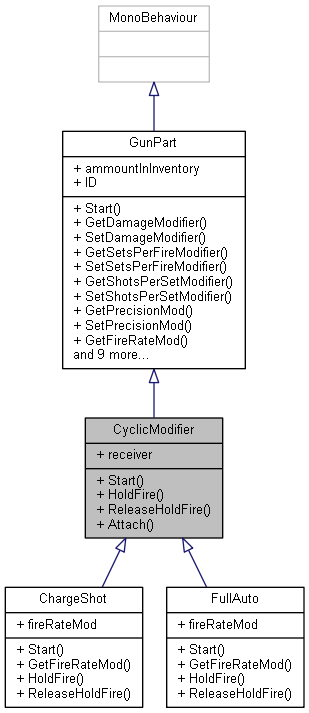 MonoBehaviour
GunPart
+ ammountInInventory
+ ID
+ Start()
+ GetDamageModifier()
+ SetDamageModifier()
+ GetSetsPerFireModifier()
+ SetSetsPerFireModifier()
+ GetShotsPerSetModifier()
+ SetShotsPerSetModifier()
+ GetPrecisionMod()
+ SetPrecisionMod()
+ GetFireRateMod()
and 9 more...
CyclicModifier
+ receiver
+ Start()
+ HoldFire()
+ ReleaseHoldFire()
+ Attach()
ChargeShot
+ fireRateMod
+ Start()
+ GetFireRateMod()
+ HoldFire()
+ ReleaseHoldFire()
FullAuto
+ fireRateMod
+ Start()
+ GetFireRateMod()
+ HoldFire()
+ ReleaseHoldFire()